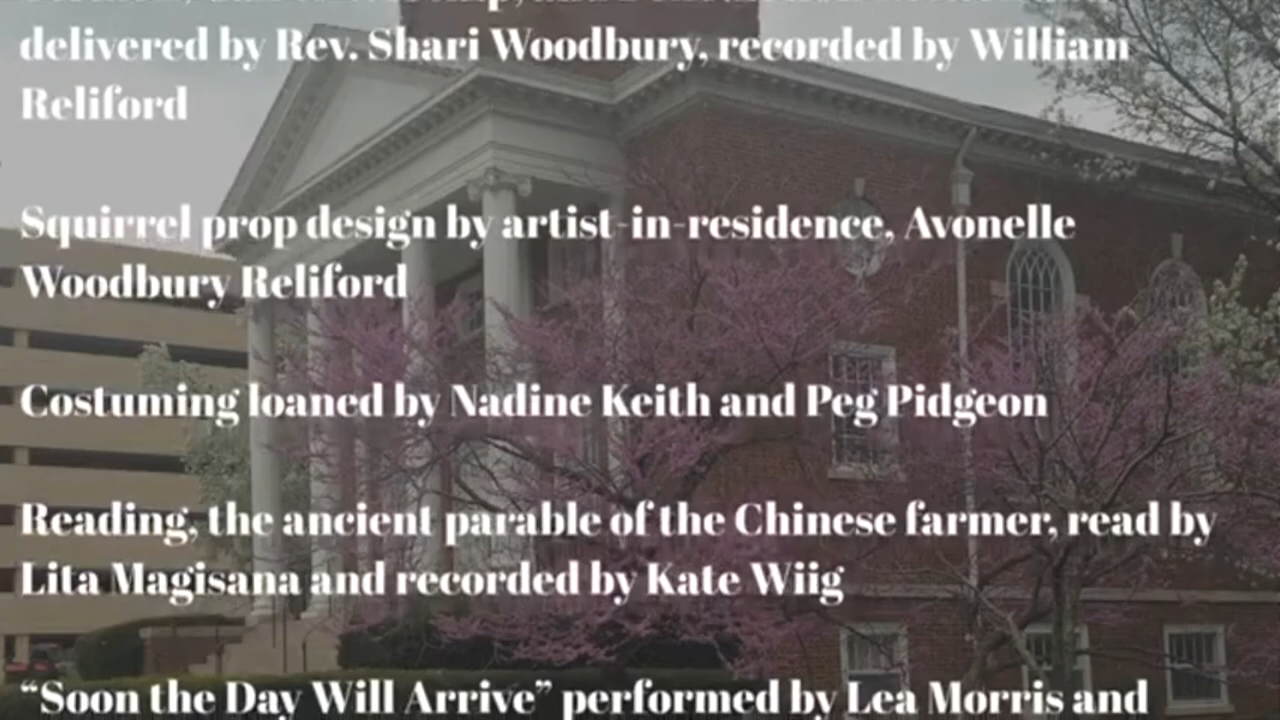 delivered by Rev. Shari Woodbury, recorded by William
Reliford
Squirrel prop design by artist-in-residence, Avonelle
Woodbury Reliford
Costuming loaned by Nadine Keith and Peg Pidgeon
Reading, the ancient parable of the Chinese farmer, read by
Lita Magisana and recorded by Kate Wiig
“Soon the Day Will Arrive” performed by Lea Morris and